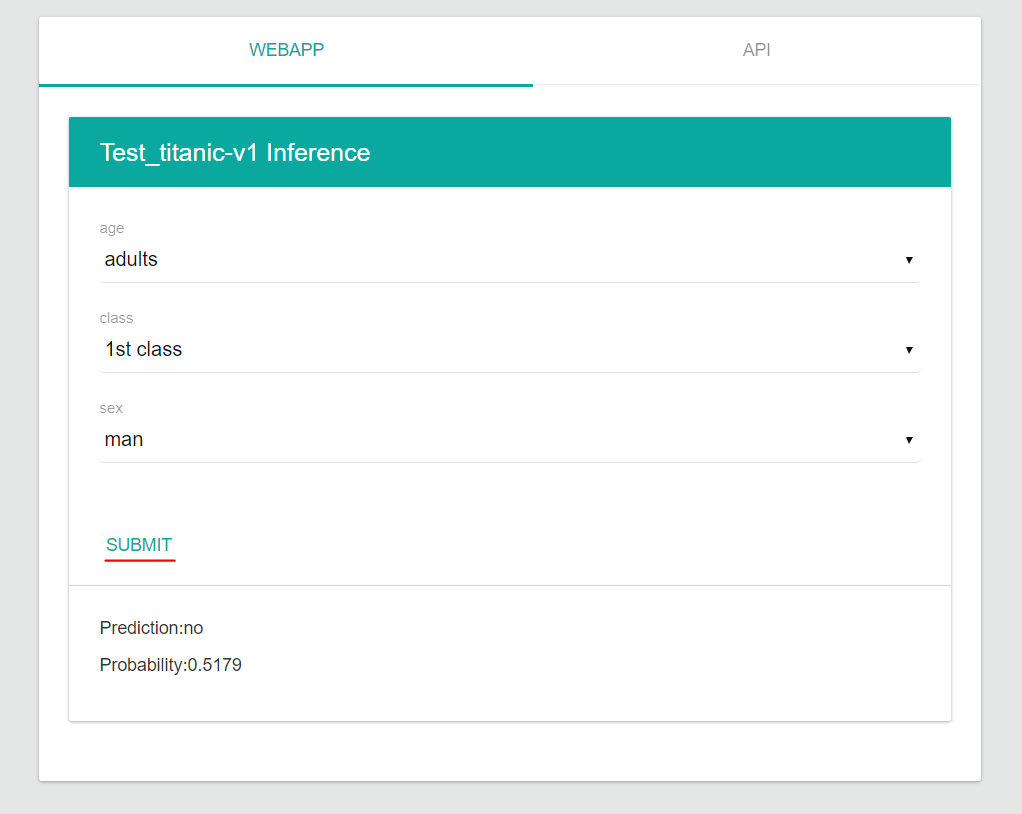 WEBAPP API
Test_titanic-v1 Inference
age
adults
class
1st class
sex
man
SUBMIT
Prediction:no
Probability:0.5179